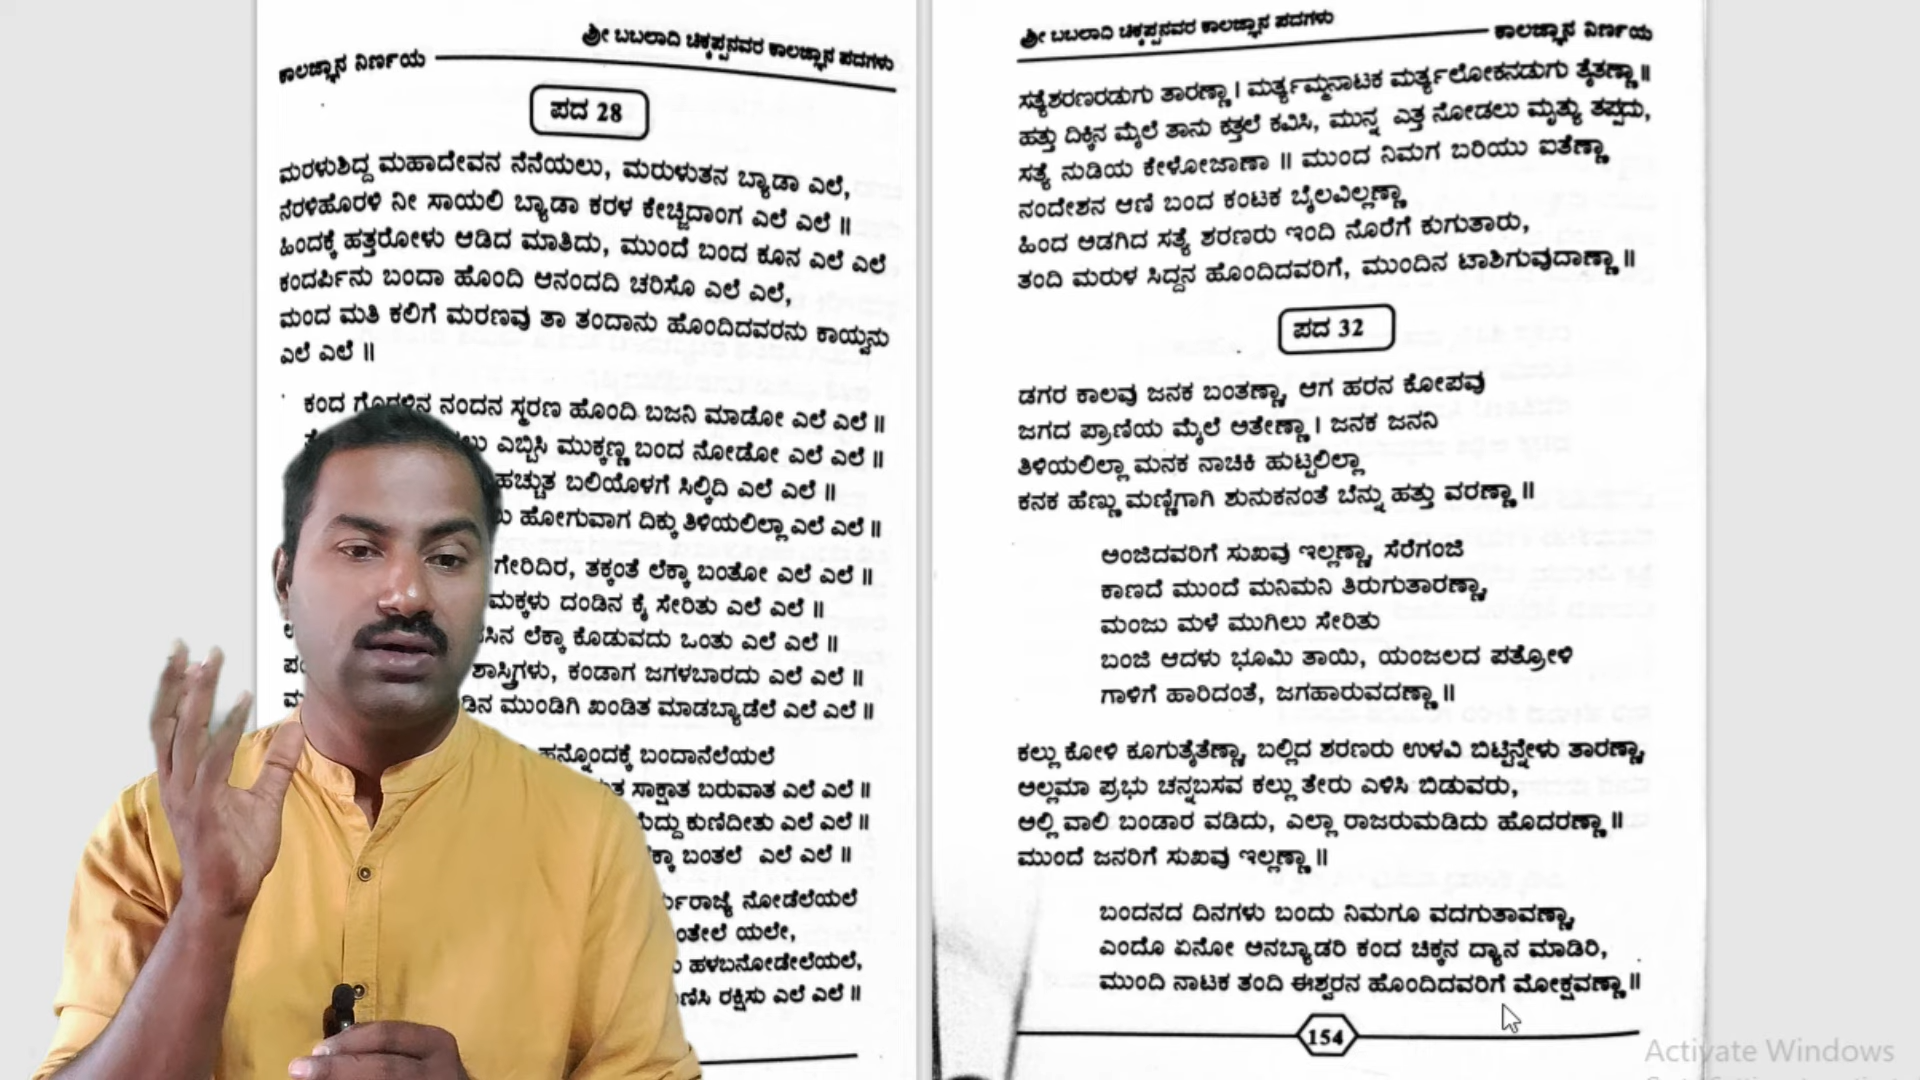 ಶ್ರೀ ಬಬಲಾದಿ ಚಿಕ್ಕಪ್ಪನವರ ಕಾಲಜ್ಞಾನ ಪದಗಳು
ಕಾಲಜ್ಞಾನ ನಿರ್ಣಯ
ಪದ 28
ಮರಳುಶಿದ್ದ ಮಹಾದೇವನ ನೆನೆಯಲು, ಮರುಳುತನ ಬ್ಯಾಡಾ ಎಲೆ,
ನೆರಳಿಹೊರಳಿ ನೀ ಸಾಯಲಿ ಬ್ಯಾಡಾ ಕರಳ ಕೇಚ್ಚಿದಾಂಗ ಎಲೆ ಎಲೆ ॥
ಹಿಂದಕ್ಕೆ ಹತ್ತರೋಳು ಆಡಿದ ಮಾತಿದು, ಮುಂದೆ ಬಂದ ಕೂನ ಎಲೆ ಎಲೆ
ಕಂದರ್ಪಿನು ಬಂದಾ ಹೊಂದಿ ಆನಂದದಿ ಚರಿಸೊ ಎಲೆ ಎಲೆ,
ಮಂದ ಮತಿ ಕಲಿಗೆ ಮರಣವು ತಾ ತಂದಾನು ಹೊಂದಿದವರನು ಕಾಯ್ವನು
ಎಲೆ ಎಲೆ ॥
ಕಂದ ಗೊರಳಿನ ನಂದನ ಸ್ಮರಣ ಹೊಂದಿ ಬಜನಿ ಮಾಡೋ ಎಲೆ ಎಲೆ ॥
ಎಬ್ಬಿಸಿ ಮುಕ್ಕಣ್ಣ ಬಂದ ನೋಡೋ ಎಲೆ ಎಲೆ ॥
ಹಚ್ಚುತ ಬಲಿಯೊಳಗೆ ಸಿಲ್ಕಿದಿ ಎಲೆ ಎಲೆ ॥
ಹೋಗುವಾಗ ದಿಕ್ಕು ತಿಳಿಯಲಿಲ್ಲಾ ಎಲೆ ಎಲೆ ॥
ಗೇರಿದಿರ, ತಕ್ಕಂತೆ ಲೆಕ್ಕಾ ಬಂತೋ ಎಲೆ ಎಲೆ ॥
ಮಕ್ಕಳು ದಂಡಿನ ಕೈ ಸೇರಿತು ಎಲೆ ಎಲೆ ॥
ಲೆಕ್ಕಾ ಕೊಡುವದು ಒಂತು ಎಲೆ ಎಲೆ ॥
ಶಾಸ್ತ್ರಿಗಳು, ಕಂಡಾಗ ಜಗಳಬಾರದು ಎಲೆ ಎಲೆ ॥
ಮುಂಡಿಗಿ ಖಂಡಿತ ಮಾಡಬ್ಯಾಡೆಲೆ ಎಲೆ ಎಲೆ ॥
ಹನ್ನೊಂದಕ್ಕೆ ಬಂದಾನೆಲೆಯಲೆ
ಸಾಕ್ಷಾತ ಬರುವಾತ ಎಲೆ ಎಲೆ ॥
ಕುಣಿದೀತು ಎಲೆ ಎಲೆ ॥
ಬಂತಲೆ ಎಲೆ ಎಲೆ ॥
ನೋಡೆಲೆಯಲೆ
ಯಲೇ,
ಹಳಬನೋಡೇಲೆಯಲೆ,
ರಕ್ಷಿಸು ಎಲೆ ಎಲೆ ॥
ಶ್ರೀ ಬಬಲಾದಿ ಚಿಕ್ಕಪ್ಪನವರ ಕಾಲಜ್ಞಾನ ಪದಗಳು
ಕಾಲಜ್ಞಾನ ನಿರ್ಣಯ
ಸತ್ಯೆಶರಣರಡುಗು ತಾರಣ್ಣಾ । ಮರ್ತ್ಯಮ್ಮನಾಟಕ ಮರ್ತ್ಯಲೋಕನಡುಗು ತೈತಣ್ಣಾ ॥
ಹತ್ತು ದಿಕ್ಕಿನ ಮೈಲೆ ತಾನು ಕತ್ತಲೆ ಕವಿಸಿ, ಮುನ್ನ ಎತ್ತ ನೋಡಲು ಮೃತ್ಯು ತಪ್ಪದು,
ಸತ್ಯೆ ನುಡಿಯ ಕೇಳೋಜಾಣಾ ॥ ಮುಂದ ನಿಮಗ ಬರಿಯು ಐತೆಣ್ಣಾ
ನಂದೇಶನ ಆಣಿ ಬಂದ ಕಂಟಕ ಬೈಲವಿಲ್ಲಣ್ಣಾ
ಹಿಂದ ಆಡಗಿದ ಸತ್ಯೆ ಶರಣರು ಇಂದಿ ನೊರೆಗೆ ಕುಗುತಾರು,
ತಂದಿ ಮರುಳ ಸಿದ್ದನ ಹೊಂದಿದವರಿಗೆ, ಮುಂದಿನ ಟಾಶಿಗುವುದಾಣ್ಣಾ ॥
ಪದ 32
ಡಗರ ಕಾಲವು ಜನಕ ಬಂತಣ್ಣಾ, ಆಗ ಹರನ ಕೋಪವು
ಜಗದ ಪ್ರಾಣಿಯ ಮೈಲೆ ಆತೇಣ್ಣಾ । ಜನಕ ಜನನಿ
ತಿಳಿಯಲಿಲ್ಲಾ ಮನಕ ನಾಚಿಕಿ ಹುಟ್ಟಲಿಲ್ಲಾ
ಕನಕ ಹೆಣ್ಣು ಮಣ್ಣಿಗಾಗಿ ಶುನುಕನಂತೆ ಬೆನ್ನು ಹತ್ತು ವರಣ್ಣಾ ॥
ಅಂಜಿದವರಿಗೆ ಸುಖವು ಇಲ್ಲಣ್ಣಾ, ಸೆರೆಗಂಜಿ
ಕಾಣದೆ ಮುಂದೆ ಮನಿಮನಿ ತಿರುಗುತಾರಣ್ಣಾ,
ಮಂಜು ಮಳೆ ಮುಗಿಲು ಸೇರಿತು
ಬಂಜಿ ಆದಳು ಭೂಮಿ ತಾಯಿ, ಯಂಜಲದ ಪತ್ರೋಳಿ
ಗಾಳಿಗೆ ಹಾರಿದಂತೆ, ಜಗಹಾರುವದಣ್ಣಾ ॥
ಕಲ್ಲು ಕೋಳಿ ಕೂಗುತೈತೆಣ್ಣಾ, ಬಲ್ಲಿದ ಶರಣರು ಉಳವಿ ಬಿಟ್ಟಿನ್ನೇಳು ತಾರಣ್ಣಾ,
ಅಲ್ಲಮಾ ಪ್ರಭು ಚನ್ನಬಸವ ಕಲ್ಲು ತೇರು ಎಳಿಸಿ ಬಿಡುವರು,
ಅಲ್ಲಿ ವಾಲಿ ಬಂಡಾರ ವಡಿದು, ಎಲ್ಲಾ ರಾಜರುಮಡಿದು ಹೊದರಣ್ಣಾ ॥
ಮುಂದೆ ಜನರಿಗೆ ಸುಖವು ಇಲ್ಲಣ್ಣಾ ॥
ಬಂದನದ ದಿನಗಳು ಬಂದು ನಿಮಗೂ ವದಗುತಾವಣ್ಣಾ,
ಎಂದೊ ಏನೋ ಆನಬ್ಯಾಡರಿ ಕಂದ ಚಿಕ್ಕನ ದ್ಯಾನ ಮಾಡಿರಿ,
ಮುಂದಿ ನಾಟಕ ತಂದಿ ಈಶ್ವರನ ಹೊಂದಿದವರಿಗೆ ಮೋಕ್ಷವಣ್ಣಾ ॥
154
Activate Windows